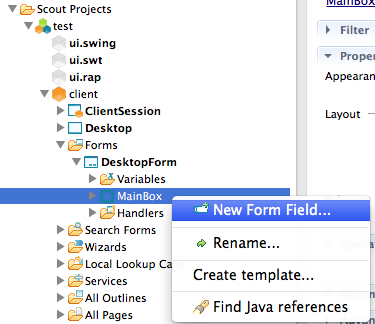 Scout Projects
test
ui.swing
ui.swt
ui.rap
client
ClientSession
Desktop
Forms
DesktopForm
Variables
MainBox
Handlers
Search Forms
Wizards
Local Lookup Ca
Services
All Outlines
All Pages
New Form Field...
Rename...
Create template...
Find Java references
MainBox
Filter
Proper
Appearan
Layout